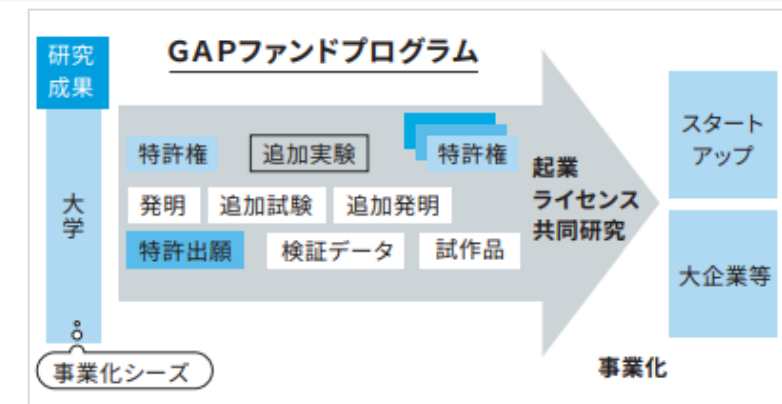 GAPファンドプログラム
研究
成果
大学
事業化シーズ
特許権
追加実験
特許権
発明
追加試験
追加発明
特許出願
検証データ
試作品
起業
ライセンス
共同研究
スタート
アップ
大企業等
事業化